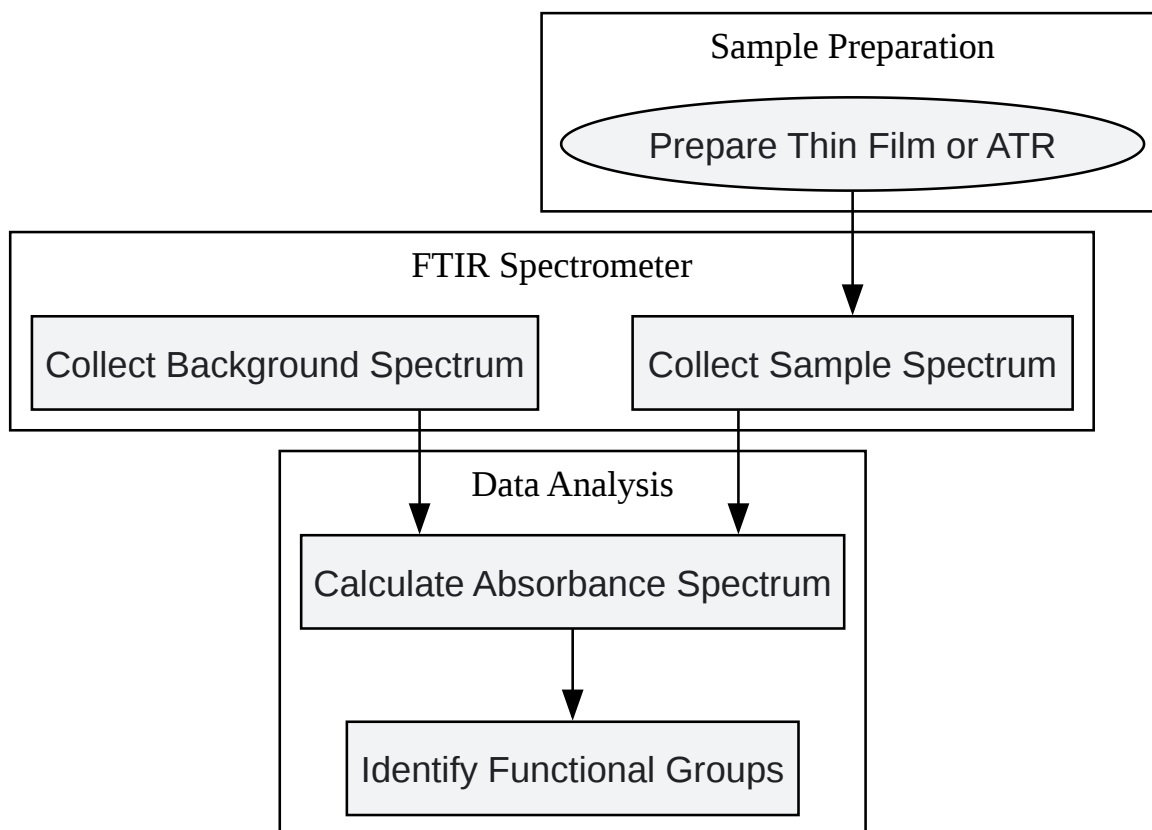 Sample Preparation
Prepare Thin Film or ATR
FTIR Spectrometer
Collect Background Spectrum
Collect Sample Spectrum
Data Analysis
Calculate Absorbance Spectrum
Identify Functional Groups